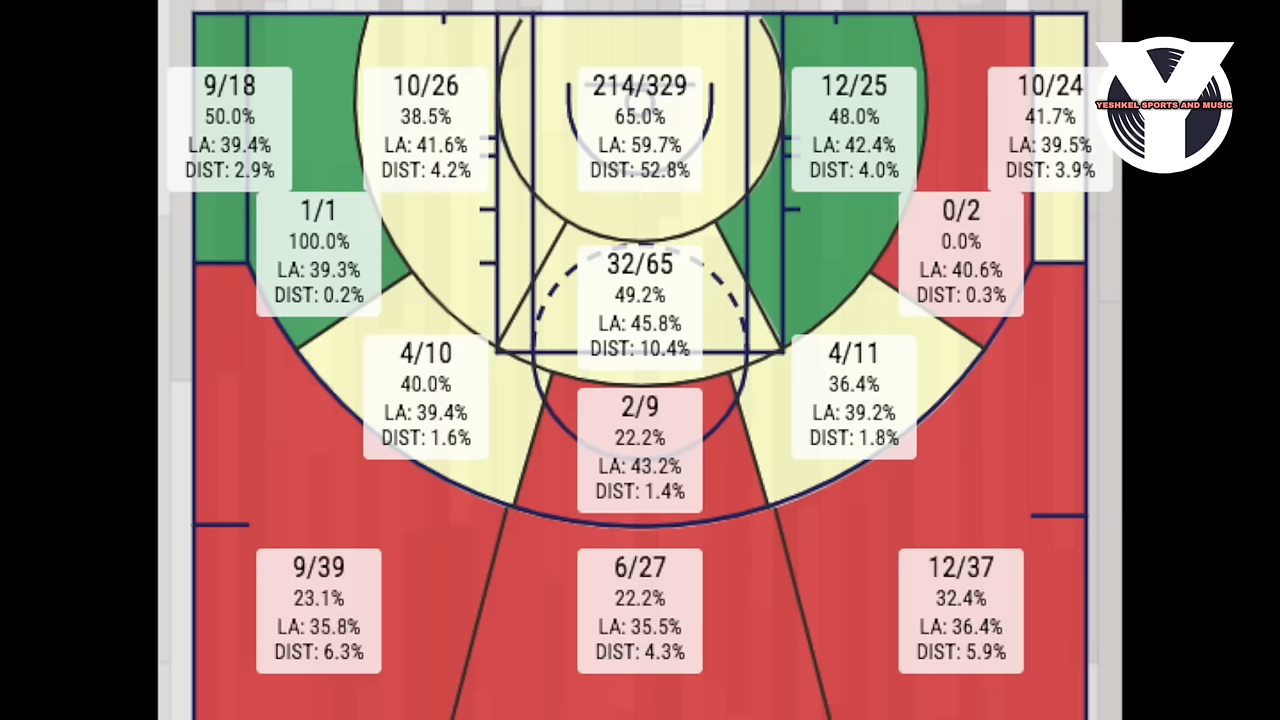 9/18
50.0%
LA: 39.4%
DIST: 2.9%
10/26
38.5%
LA: 41.6%
DIST: 4.2%
214/329
65.0%
LA: 59.7%
DIST: 52.8%
12/25
48.0%
LA: 42.4%
DIST: 4.0%
10/24
41.7%
LA: 39.5%
DIST: 3.9%
YESHKEL SPORTS AND MUSIC
1/1
100.0%
LA: 39.3%
DIST: 0.2%
0/2
0.0%
LA: 40.6%
DIST: 0.3%
32/65
49.2%
LA: 45.8%
DIST: 10.4%
4/10
40.0%
LA: 39.4%
DIST: 1.6%
4/11
36.4%
LA: 39.2%
DIST: 1.8%
2/9
22.2%
LA: 43.2%
DIST: 1.4%
9/39
23.1%
LA: 35.8%
DIST: 6.3%
6/27
22.2%
LA: 35.5%
DIST: 4.3%
12/37
32.4%
LA: 36.4%
DIST: 5.9%